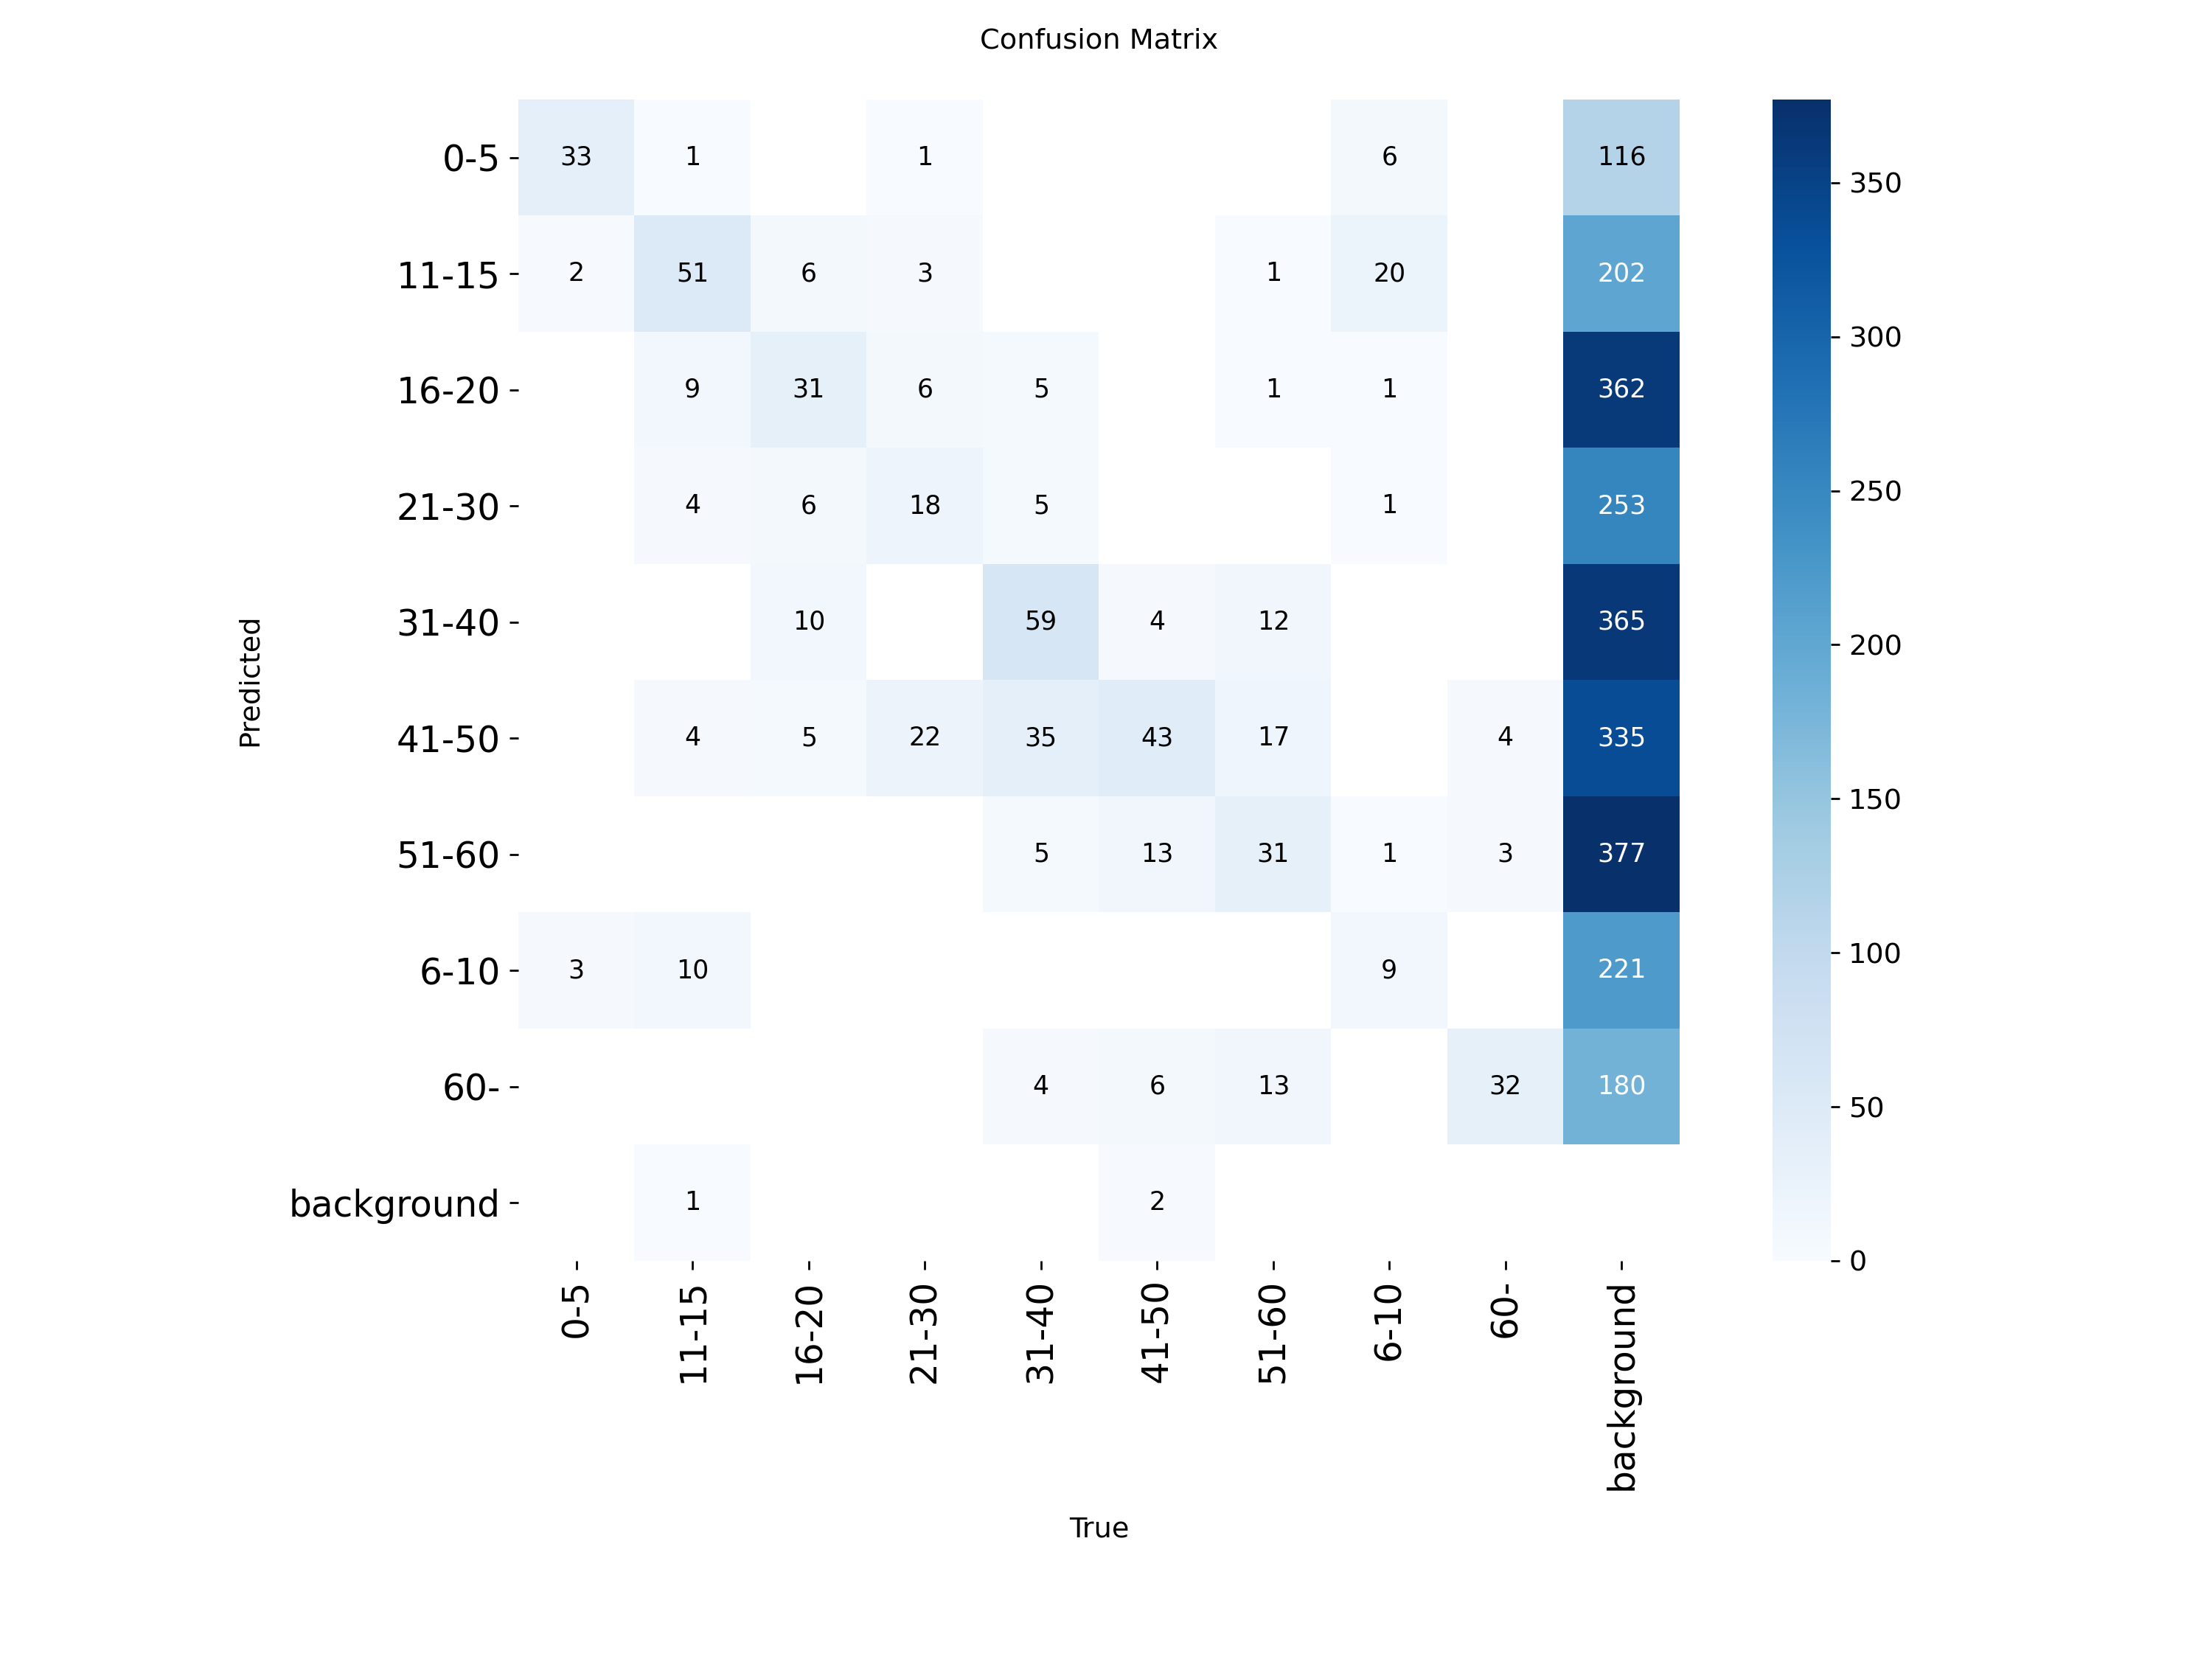 Confusion Matrix
0-5 33 1 1 6 116
11-15 2 51 6 3 1 20 202
16-20 9 31 6 5 1 1 362
21-30 4 6 18 5 1 253
31-40 10 59 4 12 365
41-50 4 5 22 35 43 17 4 335
51-60 5 13 31 1 3 377
6-10 3 10 9 221
60- 4 6 13 32 180
background 1 2
Predicted
0-5 11-15 16-20 21-30 31-40 41-50 51-60 6-10 60- background
True
350
300
250
200
150
100
50
0